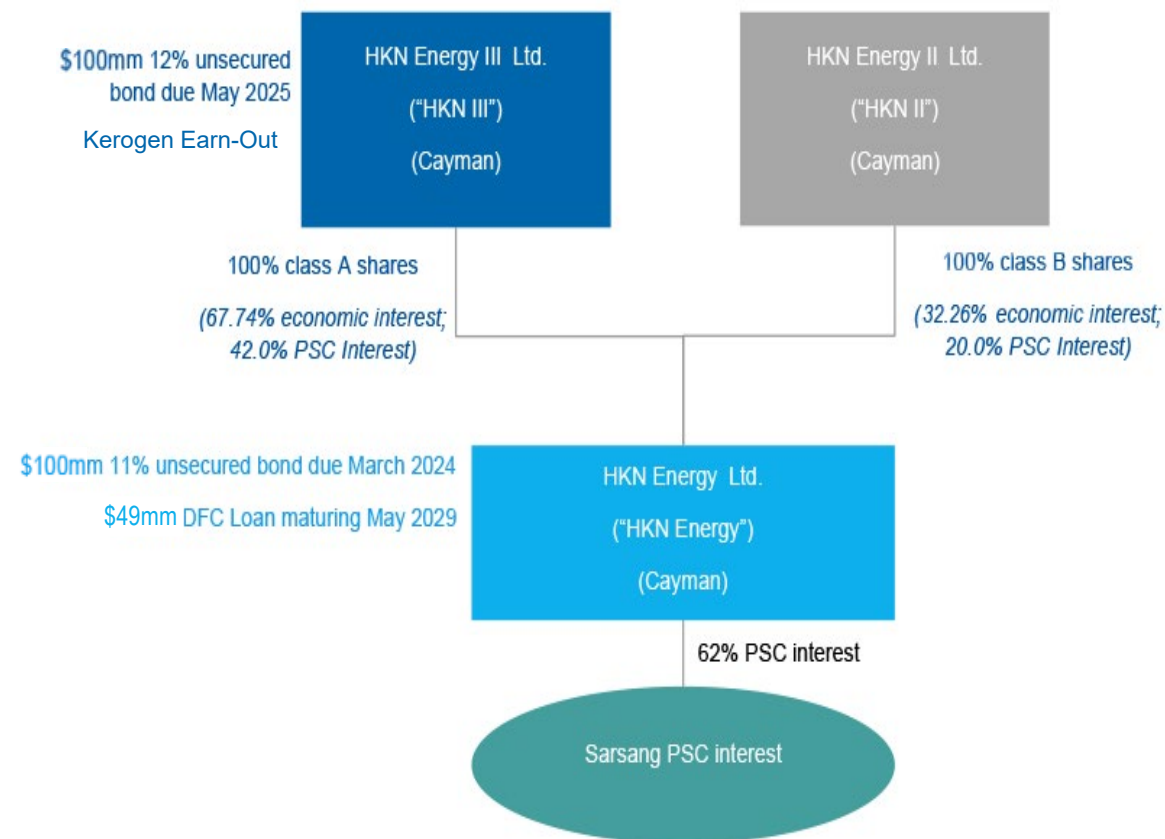 $100mm 12% unsecured
bond due May 2025
Kerogen Earn-Out
HKN Energy III Ltd.
("HKN III")
(Cayman)
HKN Energy II Ltd.
("HKN II")
(Cayman)
100% class A shares
(67.74% economic interest;
42.0% PSC Interest)
100% class B shares
(32.26% economic interest;
20.0% PSC Interest)
$100mm 11% unsecured bond due March 2024
$49mm DFC Loan maturing May 2029
HKN Energy Ltd.
("HKN Energy")
(Cayman)
62% PSC interest
Sarsang PSC interest